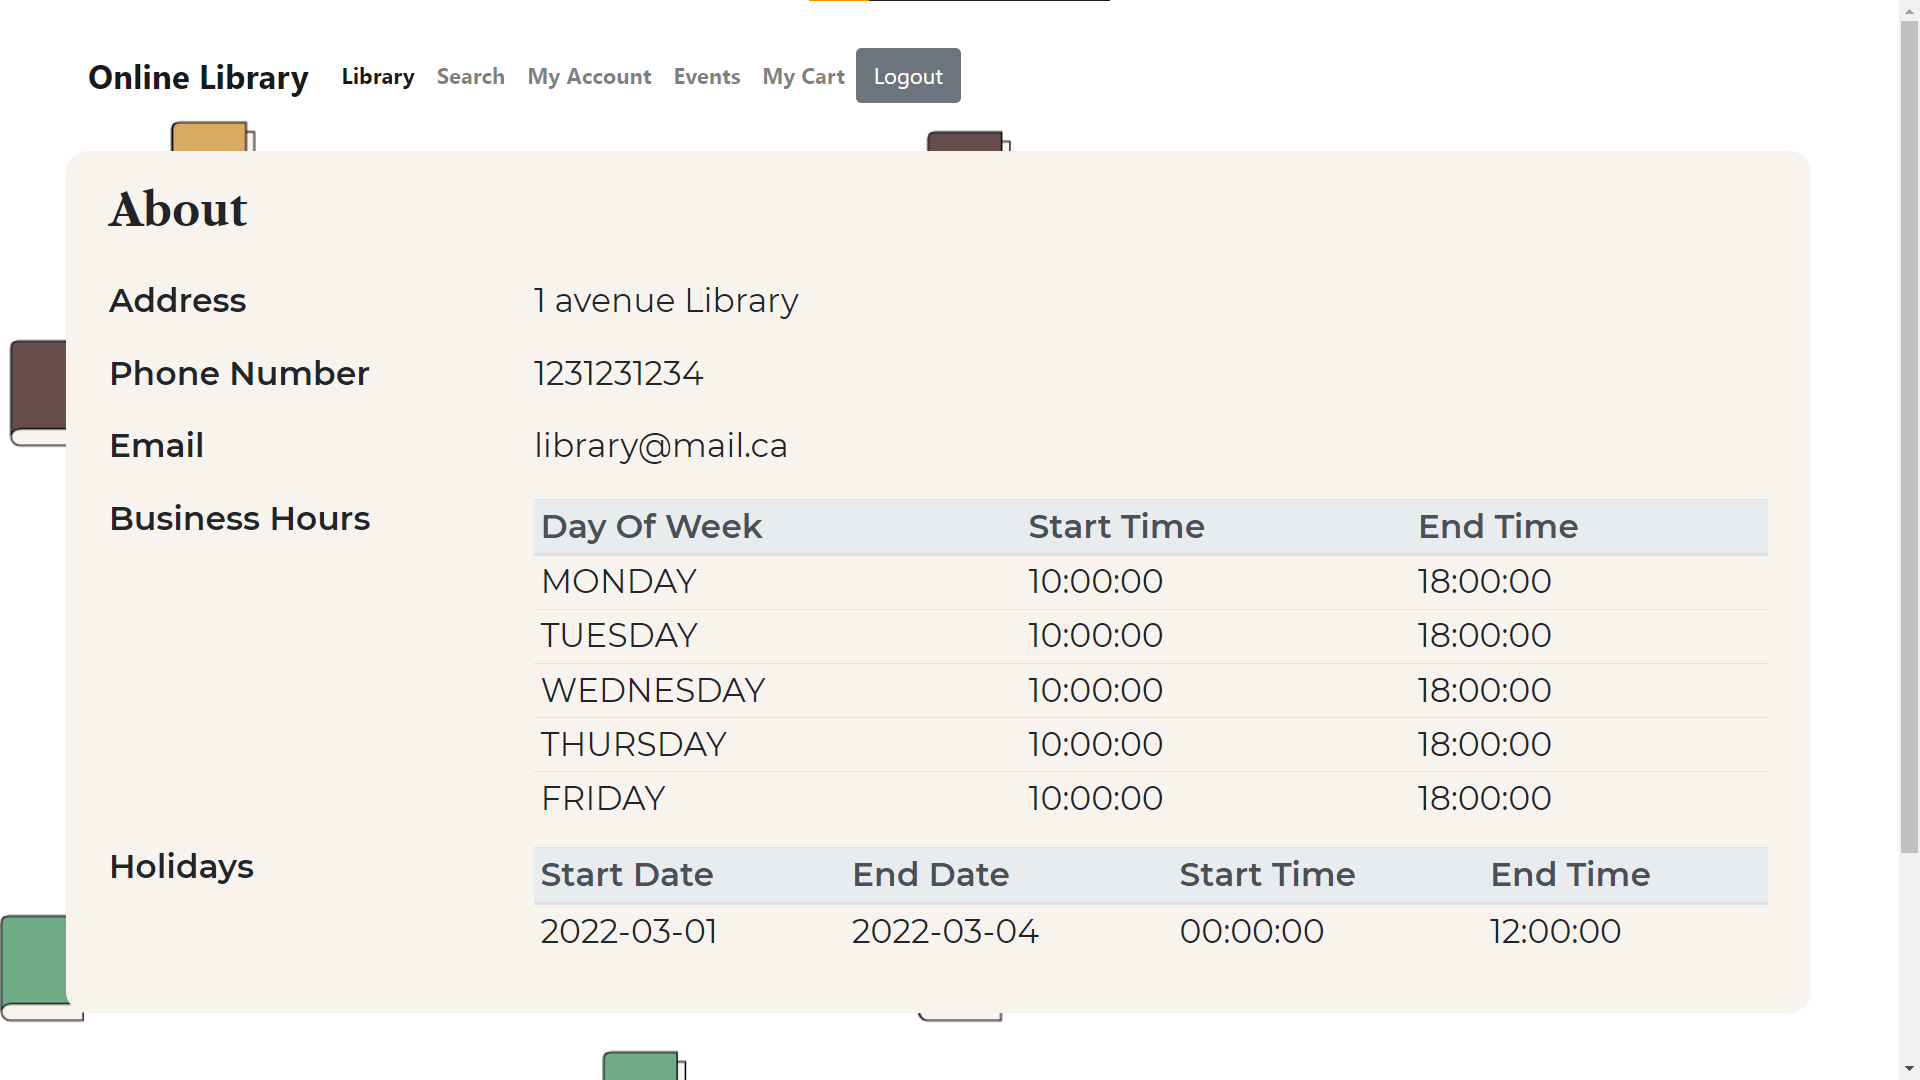 Online Library Library Search My Account Events My Cart Logout
About
Address 1 avenue Library
Phone Number 1231231234
Email library@mail.ca
Business Hours Day Of Week Start Time End Time
MONDAY 10:00:00 18:00:00
TUESDAY 10:00:00 18:00:00
WEDNESDAY 10:00:00 18:00:00
THURSDAY 10:00:00 18:00:00
FRIDAY 10:00:00 18:00:00
Holidays Start Date End Date Start Time End Time
2022-03-01 2022-03-04 00:00:00 12:00:00